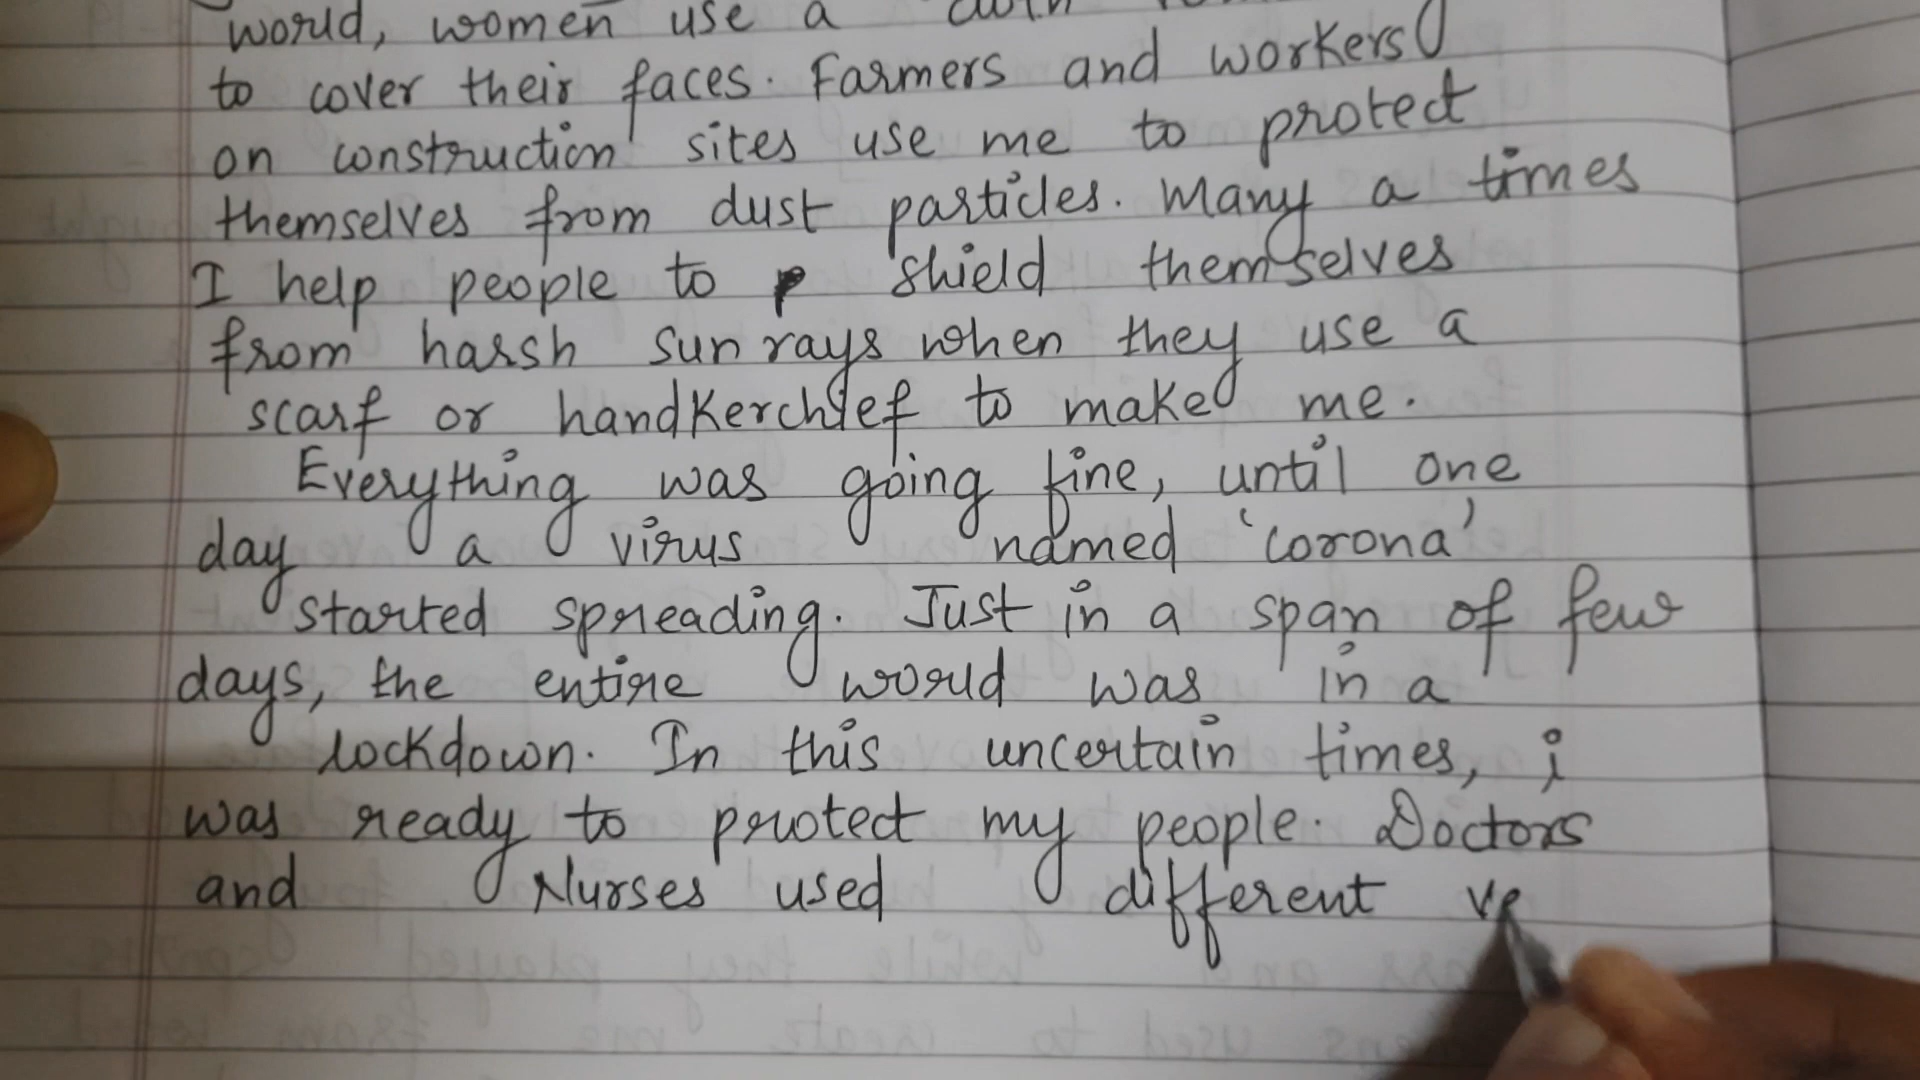 world, women use a
to cover their faces. Farmers and workers
on construction sites use me to protect
themselves from dust particles. Many a times
I help people to shield themselves
from harsh sun rays when they use a
scarf or handkerchief to make me.
Everything was going fine, until one
day a virus named 'corona'
started spreading. Just in a span of few
days, the entire world was in a
lockdown. In this uncertain times, i
was ready to protect my people. Doctors
and Nurses used different ve